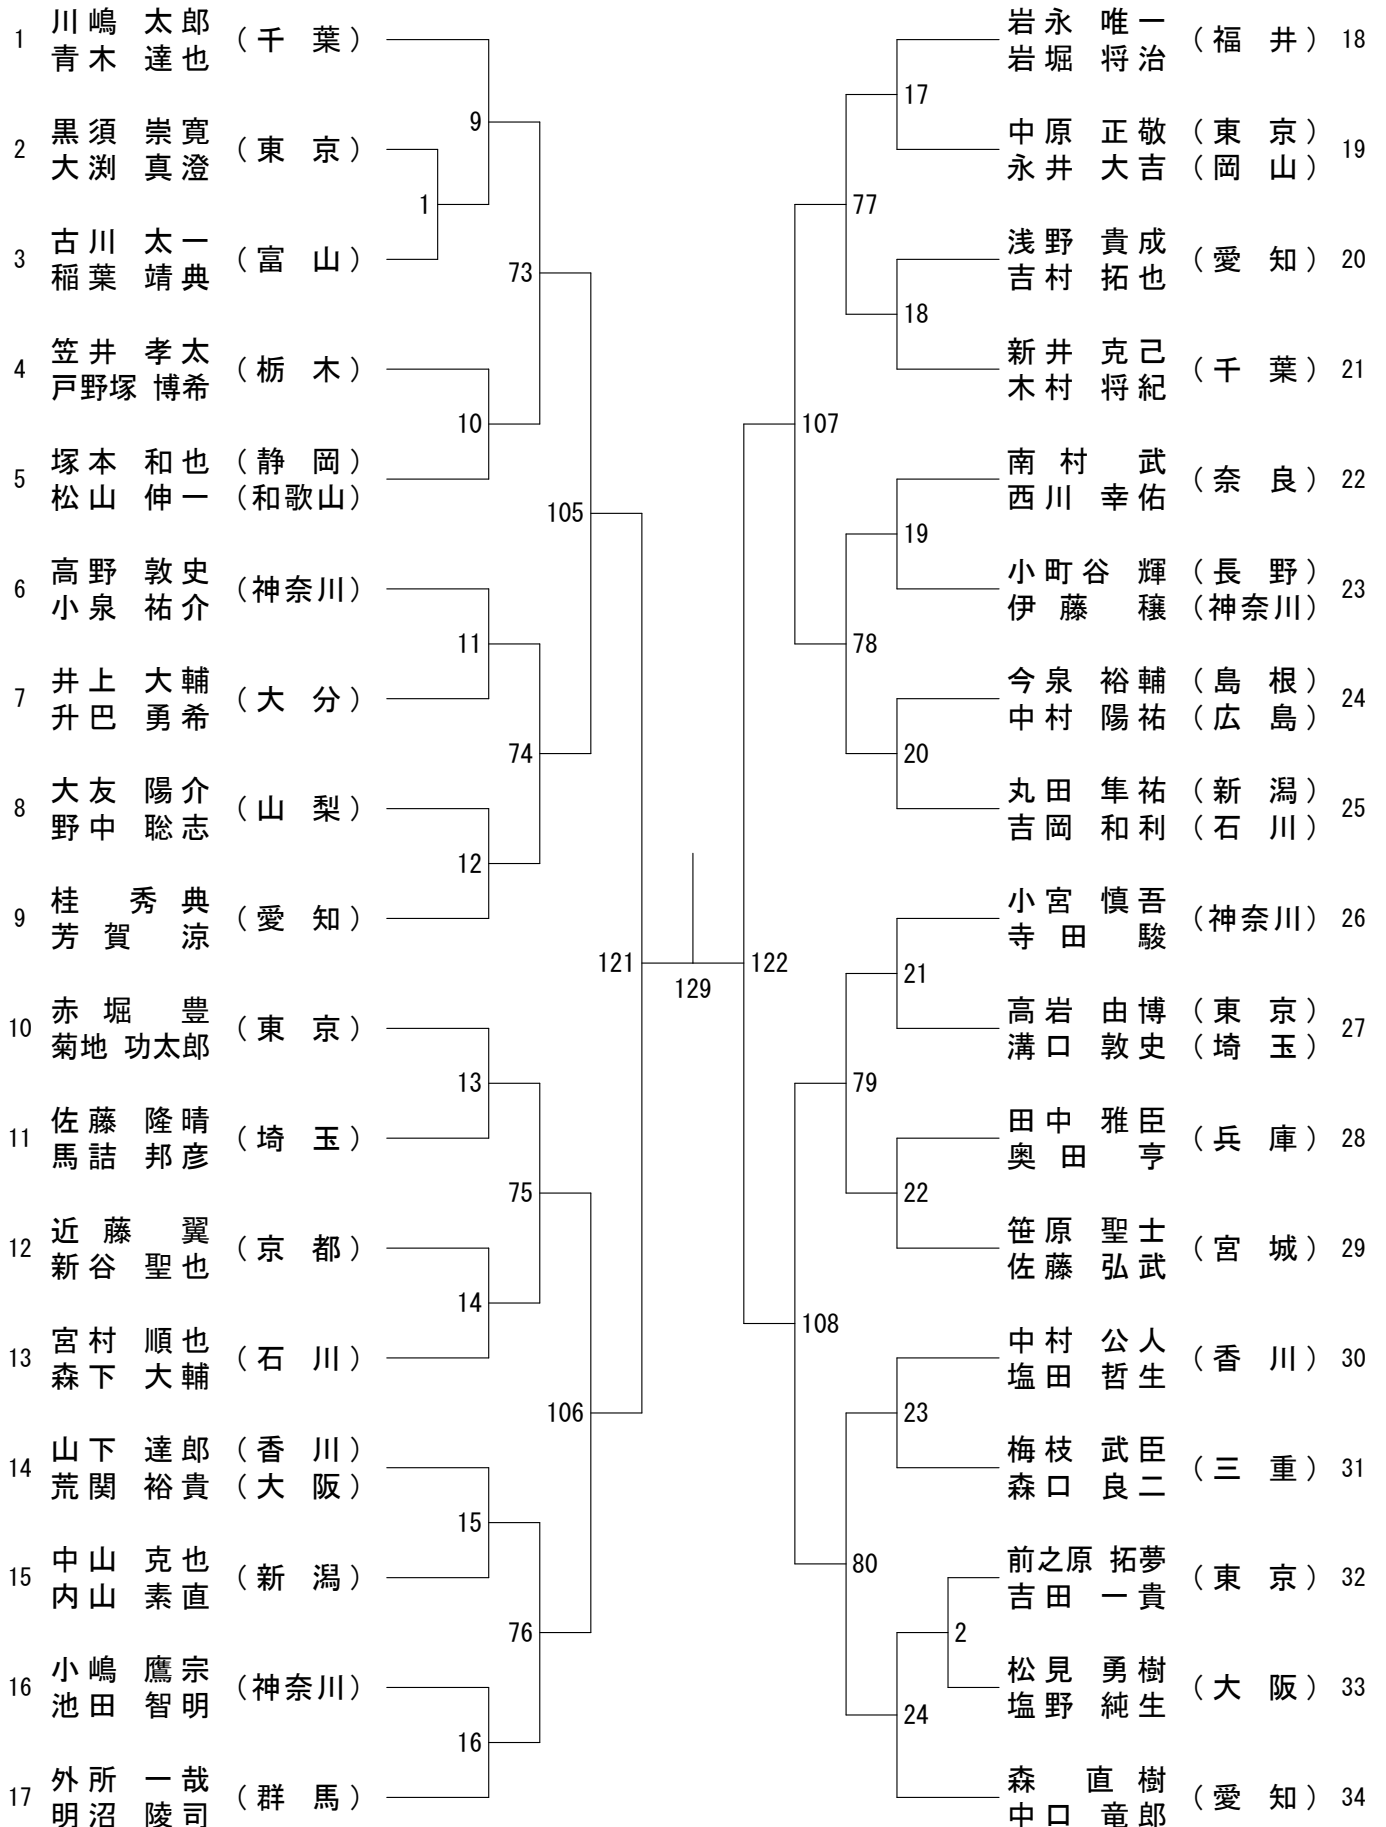 1 川嶋 太郎 (千葉)
青木 達也
2 黒須 崇寛 (東京)
大渕 真澄
3 古川 太一 (富山)
稲葉 靖典
4 笠井 孝太 (栃木)
戸野塚 博希
5 塚本 和也 (静岡)
松山 伸一 (和歌山)
6 高野 敦史 (神奈川)
小泉 祐介
7 井上 大輔 (大分)
升巴 勇希
8 大友 陽介 (山梨)
野中 聡志
9 桂 秀典 (愛知)
芳賀 涼
10 赤堀 豊 (東京)
菊地 功太郎
11 佐藤 隆晴 (埼玉)
馬詰 邦彦
12 近藤 翼 (京都)
新谷 聖也
13 宮村 順也 (石川)
森下 大輔
14 山下 達郎 (香川)
荒関 裕貴 (大阪)
15 中山 克也 (新潟)
内山 素直
16 小嶋 鷹宗 (神奈川)
池田 智明
17 外所 一哉 (群馬)
明沼 陵司
1
9
10
11
12
13
14
15
16
73
74
75
76
105
106
121
129
122
107
108
77
78
79
80
17
18
19
20
21
22
23
24
2
岩永 唯一 (福井) 18
岩堀 将治
中原 正敬 (東京) 19
永井 大吉 (岡山)
浅野 貴成 (愛知) 20
吉村 拓也
新井 克己 (千葉) 21
木村 将紀
南村 武 (奈良) 22
西川 幸佑
小町谷 輝 (長野) 23
伊藤 穣 (神奈川)
今泉 裕輔 (島根) 24
中村 陽祐 (広島)
丸田 隼祐 (新潟) 25
吉岡 和利 (石川)
小宮 慎吾 (神奈川) 26
寺田 駿
高岩 由博 (東京) 27
溝口 敦史 (埼玉)
田中 雅臣 (兵庫) 28
奥田 亨
笹原 聖士 (宮城) 29
佐藤 弘武
中村 公人 (香川) 30
塩田 哲生
梅枝 武臣 (三重) 31
森口 良二
前之原 拓夢 (東京) 32
吉田 一貴
松見 勇樹 (大阪) 33
塩野 純生
森 直樹 (愛知) 34
中口 竜郎